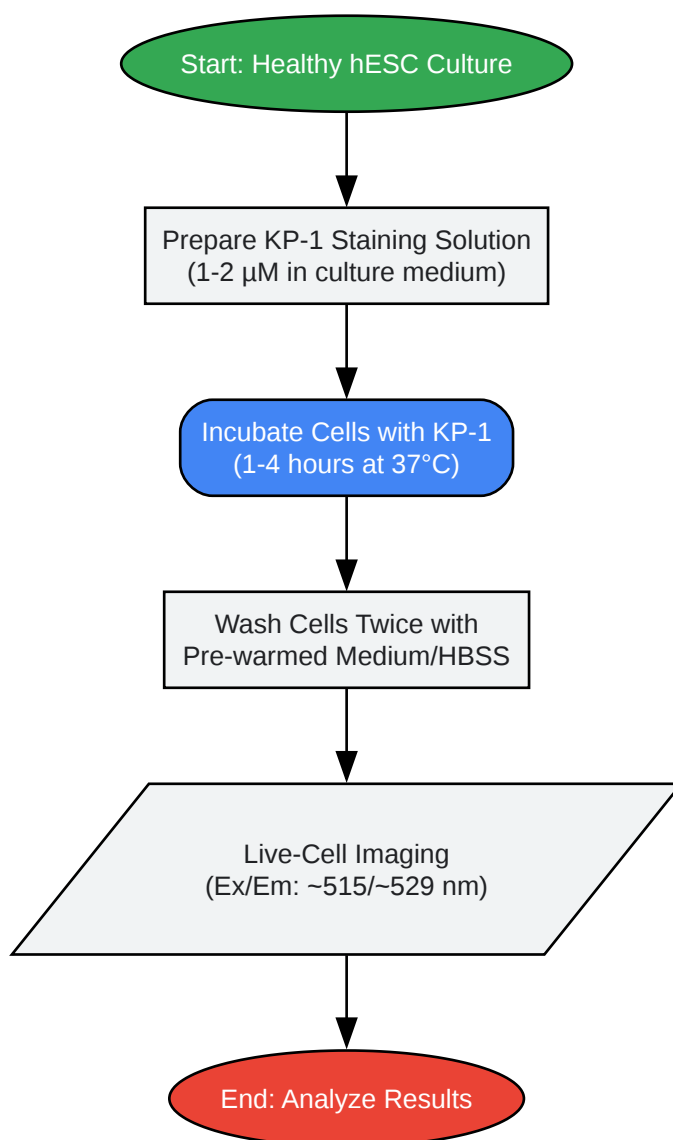 Start: Healthy hESC Culture
Prepare KP-1 Staining Solution
(1-2 µM in culture medium)
Incubate Cells with KP-1
(1-4 hours at 37°C)
Wash Cells Twice with
Pre-warmed Medium/HBSS
Live-Cell Imaging
(Ex/Em: ~515/~529 nm)
End: Analyze Results